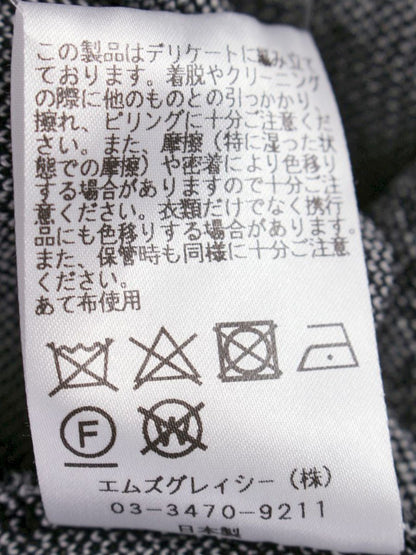 この製品はデリケートに編み立て
ております。着脱やクリーニング
の際に他のものとの引っかかり、
擦れ、ピリングに十分ご注意くだ
さい。また、摩擦（特に湿った状
態での摩擦）や密着により色移り
する場合がありますので十分ご注
意ください。衣類だけでなく携行
品にも色移りする場合があります。
また、保管時も同様に十分ご注意
ください。
あて布使用
F
W
エムズグレイシー（株）
03-3470-9211
日本製